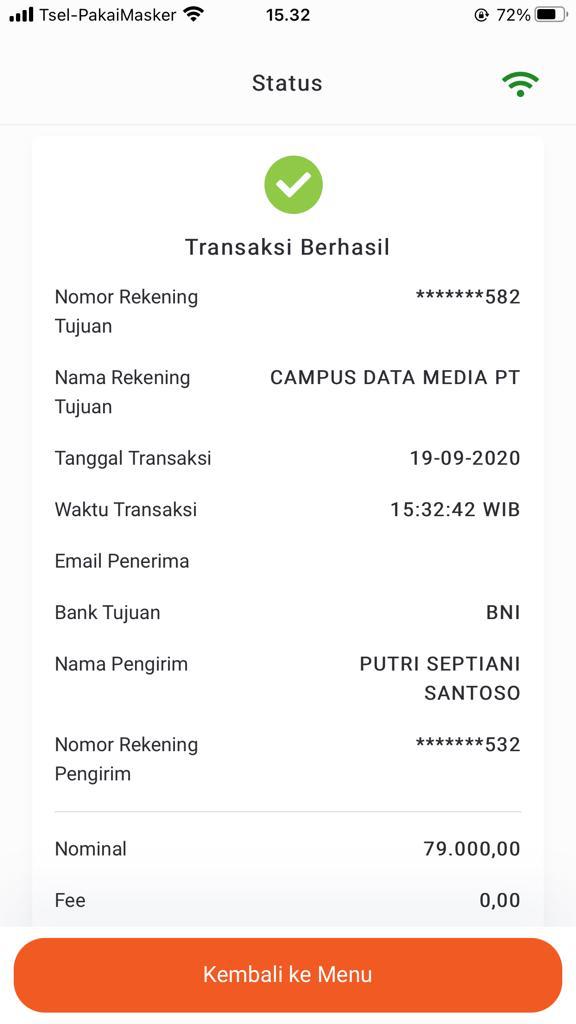 Tsel-PakaiMasker 15.32 72%
Status
Transaksi Berhasil
Nomor Rekening Tujuan *******582
Nama Rekening Tujuan CAMPUS DATA MEDIA PT
Tanggal Transaksi 19-09-2020
Waktu Transaksi 15:32:42 WIB
Email Penerima
Bank Tujuan BNI
Nama Pengirim PUTRI SEPTIANI SANTOSO
Nomor Rekening Pengirim *******532
Nominal 79.000,00
Fee 0,00
Kembali ke Menu